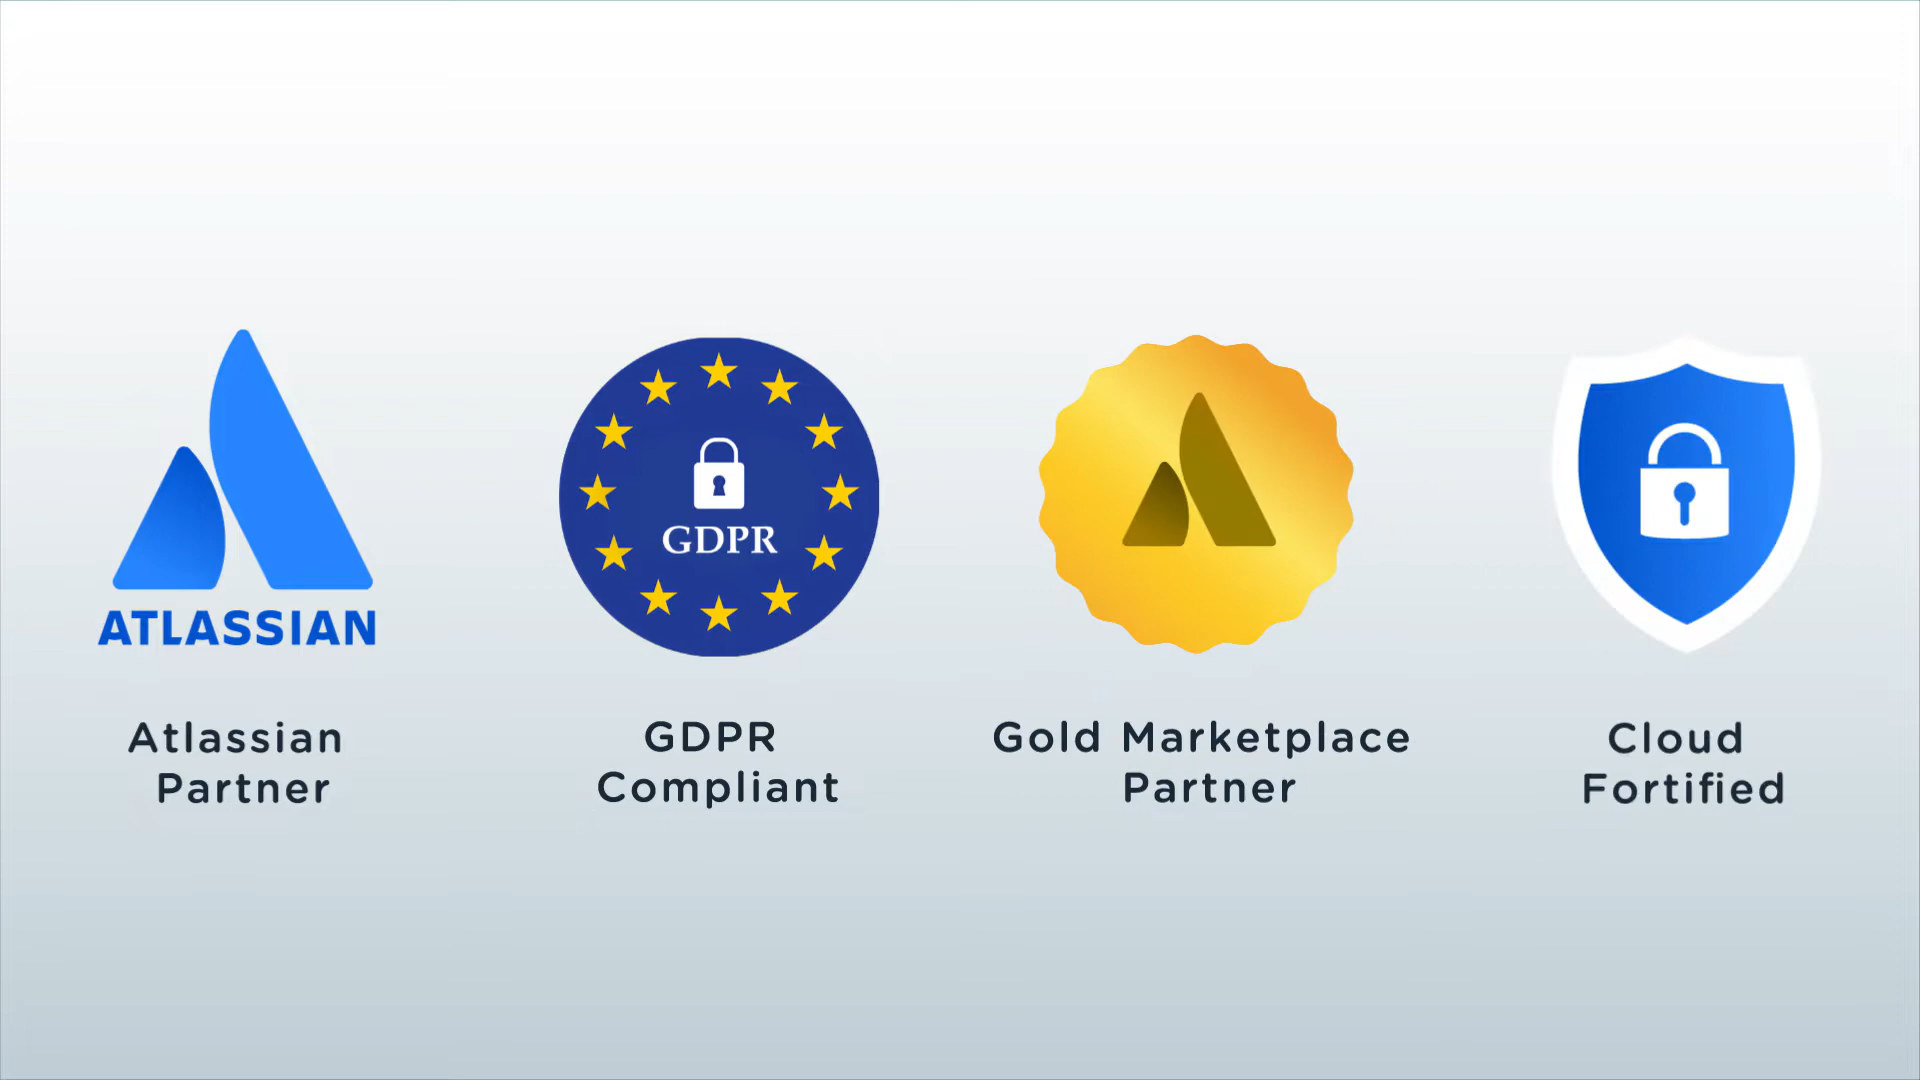 ATLASSIAN
Atlassian
Partner
GDPR
GDPR
Compliant
Gold Marketplace
Partner
Cloud
Fortified